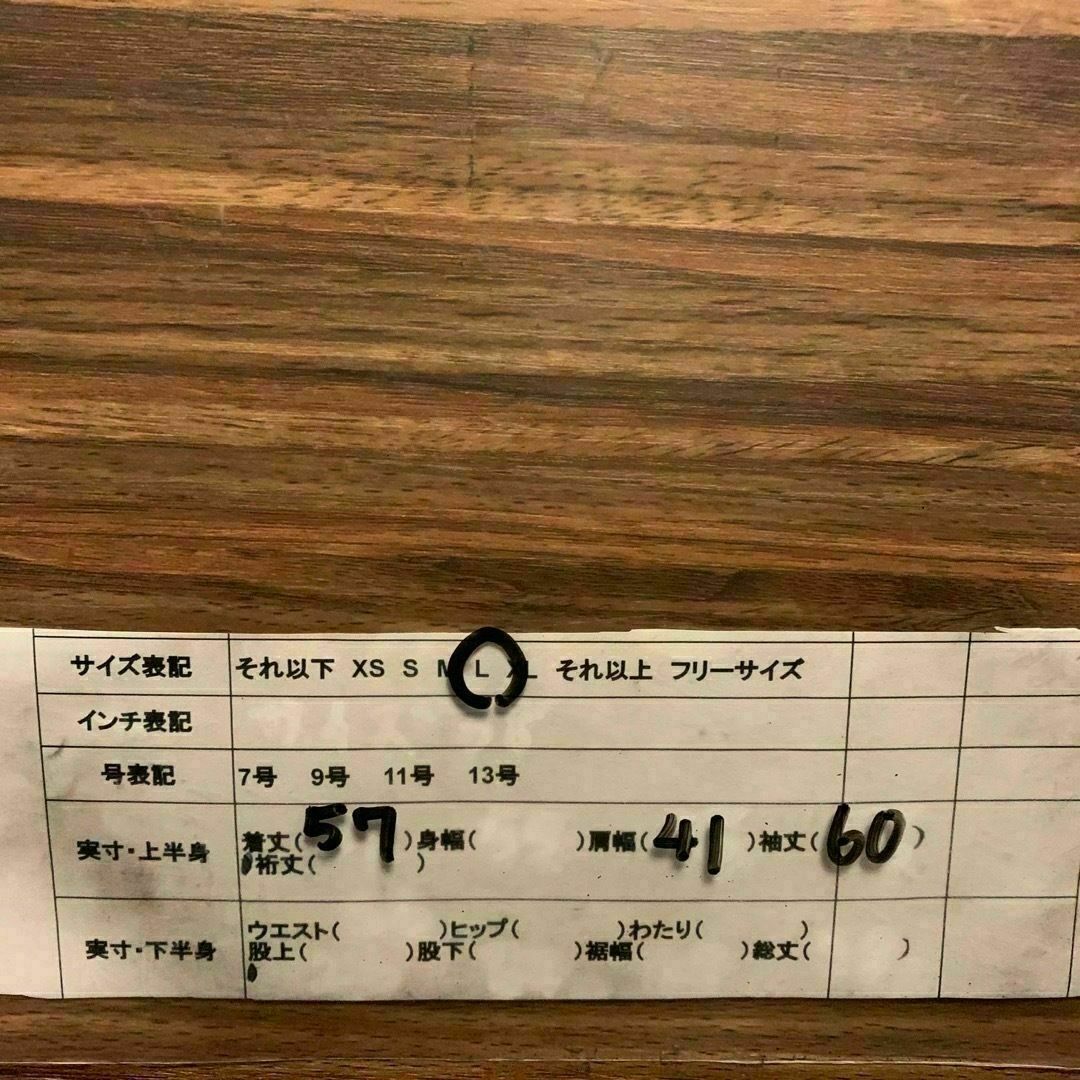 サイズ表記 それ以下 XS S M L XL それ以上 フリーサイズ
インチ表記
号表記 7号 9号 11号 13号
実寸・上半身 着丈(57)身幅( )肩幅(41)袖丈(60)
裄丈( )
実寸・下半身 ウエスト( )ヒップ( )わたり( )
股上( )股下( )裾幅( )総丈( )